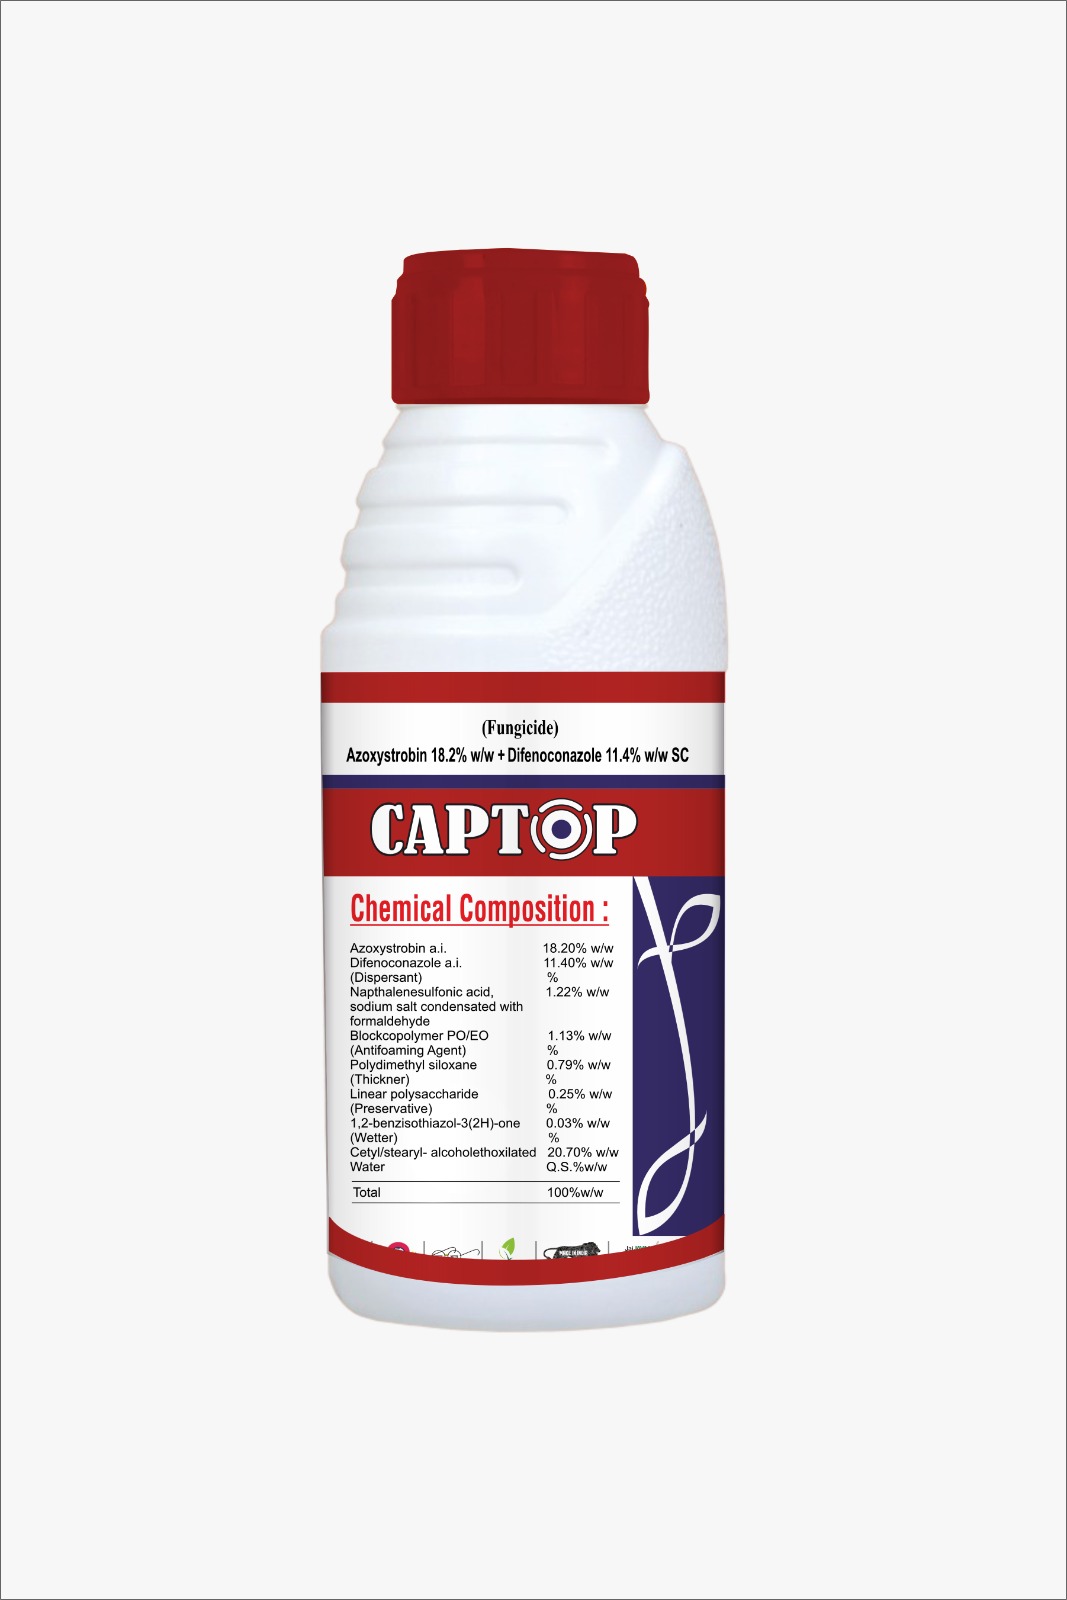 (Fungicide)
Azoxystrobin 18.2% w/w + Difenoconazole 11.4% w/w SC
CAPTOP
Chemical Composition :
Azoxystrobin a.i. 18.20% w/w
Difenoconazole a.i. 11.40% w/w
(Dispersant) %
Napthalenesulfonic acid, 1.22% w/w
sodium salt condensated with
formaldehyde
Blockcopolymer PO/EO 1.13% w/w
(Antifoaming Agent) %
Polydimethyl siloxane 0.79% w/w
(Thickner) %
Linear polysaccharide 0.25% w/w
(Preservative) %
1,2-benzisothiazol-3(2H)-one 0.03% w/w
(Wetter) %
Cetyl/stearyl- alcoholethoxilated 20.70% w/w
Water Q.S.%w/w
Total 100%w/w
MAKE IN INDIA